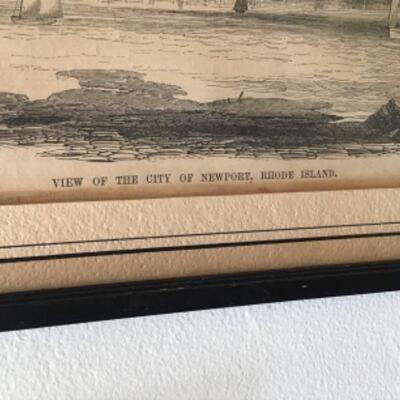 VIEW OF THE CITY OF NEWPORT, RHODE ISLAND.